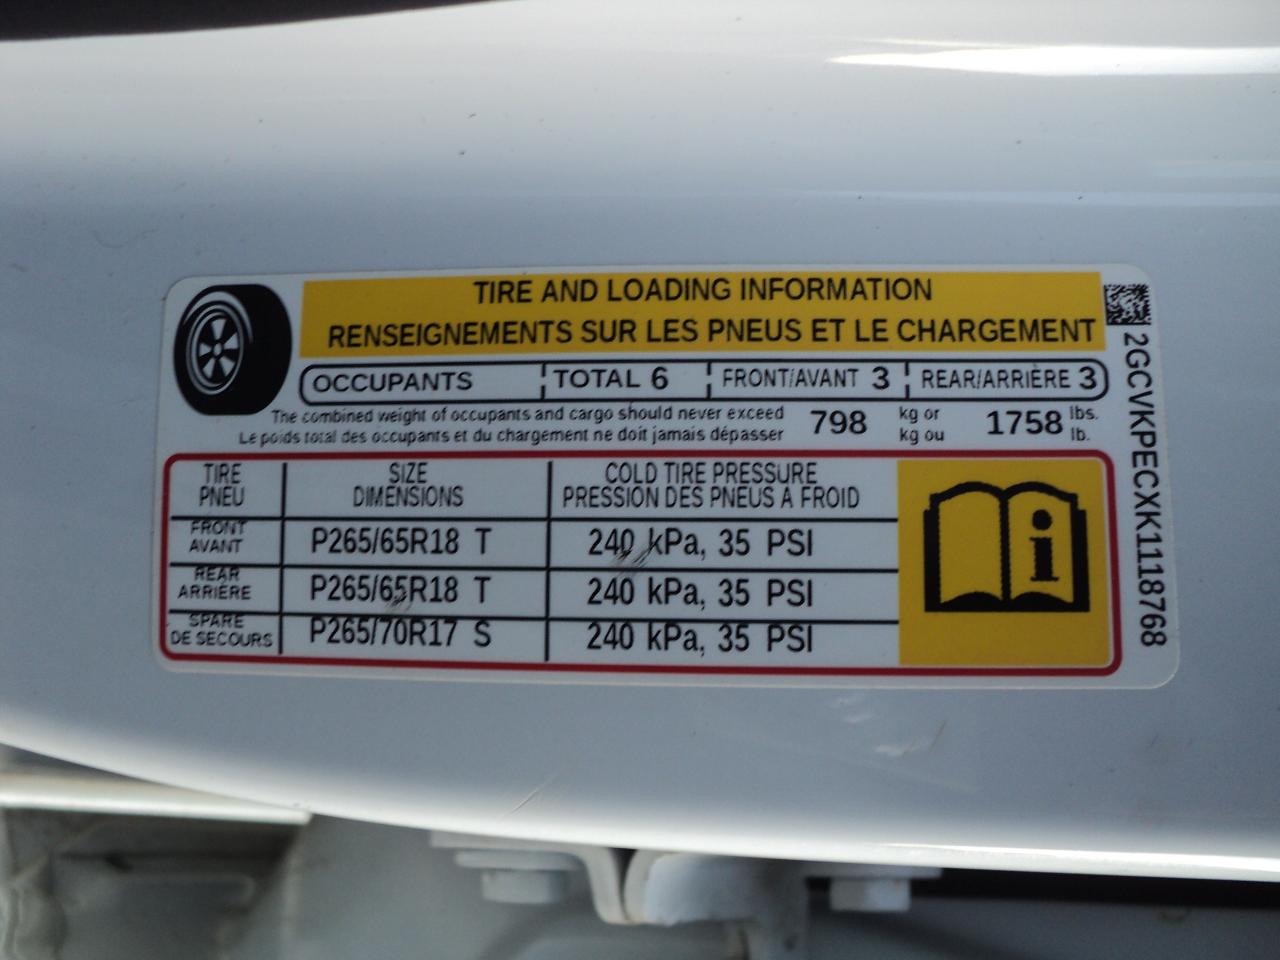 TIRE AND LOADING INFORMATION
RENSEIGNEMENTS SUR LES PNEUS ET LE CHARGEMENT
OCCUPANTS TOTAL 6 FRONT/AVANT 3 REAR/ARRIÈRE 3
The combined weight of occupants and cargo should never exceed 798 kg or 1758 lbs.
Le poids total des occupants et du chargement ne doit jamais dépasser kg ou lb.
TIRE SIZE COLD TIRE PRESSURE
PNEU DIMENSIONS PRESSION DES PNEUS A FROID
FRONT
AVANT P265/65R18 T 240 kPa, 35 PSI
REAR
ARRIÈRE P265/65R18 T 240 kPa, 35 PSI
SPARE
DE SECOURS P265/70R17 S 240 kPa, 35 PSI
i
2GCVKPECXK1118768